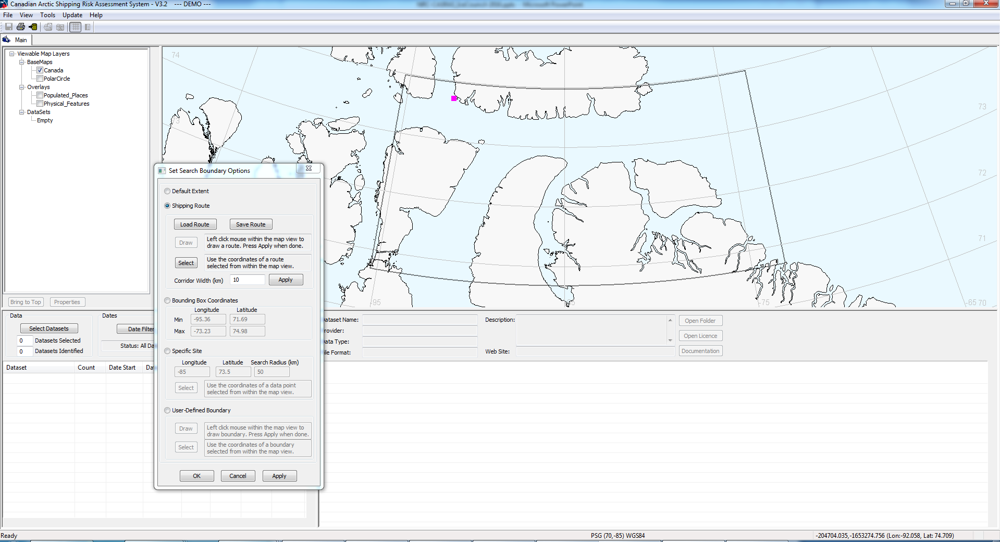 Canadian Arctic Shipping Risk Assessment System - V3.2 --- DEMO ---
File View Tools Update Help
Main
Viewable Map Layers
BaseMaps
Canada
PolarCircle
Overlays
Populated_Places
Physical_Features
DataSets
Empty
Bring to Top Properties
74
73
73
72
71
-95
-75
-65 70
Set Search Boundary Options
Default Extent
Shipping Route
Load Route Save Route
Draw
Left click mouse within the map view to
draw a route. Press Apply when done.
Select
Use the coordinates of a route
selected from within the map view.
Corridor Width (km) 10 Apply
Bounding Box Coordinates
Longitude Latitude
Min -95.36 71.69
Max -73.23 74.98
Specific Site
Longitude Latitude Search Radius (km)
-85 73.5 50
Select
Use the coordinates of a data point
selected from within the map view.
User-Defined Boundary
Draw
Left click mouse within the map view to
draw boundary. Press Apply when done.
Select
Use the coordinates of a boundary
selected from within the map view.
OK Cancel Apply
Data
Select Datasets
0 Datasets Selected
0 Datasets Identified
Dates
Date Filter
Status: All Da
Dataset Count Date Start Da
ataset Name:
rovider:
ata Type:
ile Format:
Description:
Web Site:
Open Folder
Open Licence
Documentation
Ready
PSG (70,-85) WGS84
-204704.035,-1653274.756 (Lon:-92.058, Lat: 74.709)